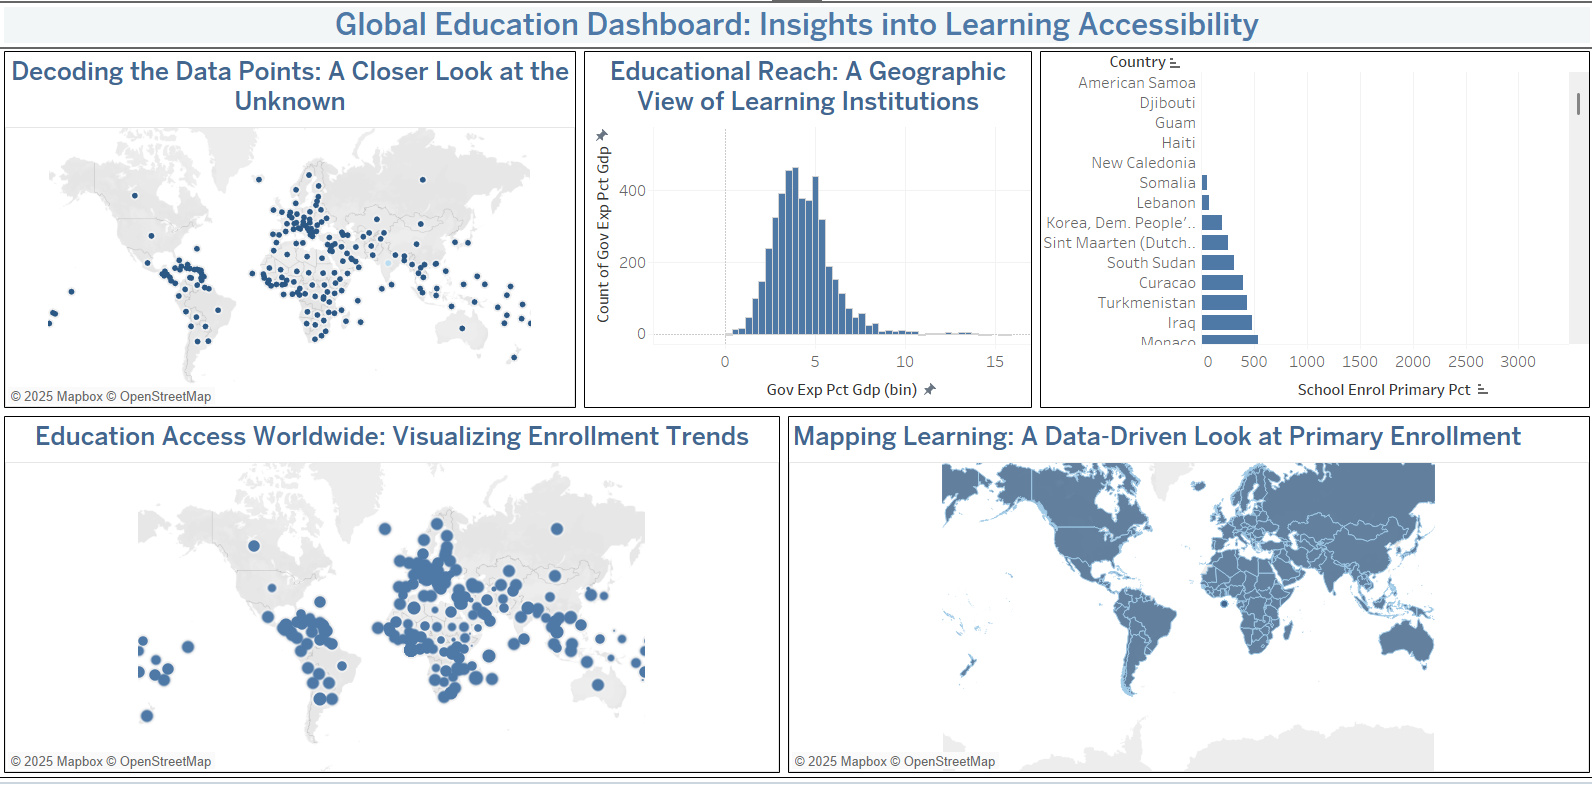 Global Education Dashboard: Insights into Learning Accessibility
Decoding the Data Points: A Closer Look at the
Unknown
© 2025 Mapbox © OpenStreetMap
Educational Reach: A Geographic
View of Learning Institutions
Count of Gov Exp Pct Gdp
400
200
0
0 5 10 15
Gov Exp Pct Gdp (bin)
Country
American Samoa
Djibouti
Guam
Haiti
New Caledonia
Somalia
Lebanon
Korea, Dem. People'..
Sint Maarten (Dutch..
South Sudan
Curacao
Turkmenistan
Iraq
Monaco
0 500 1000 1500 2000 2500 3000
School Enrol Primary Pct
Education Access Worldwide: Visualizing Enrollment Trends
© 2025 Mapbox © OpenStreetMap
Mapping Learning: A Data-Driven Look at Primary Enrollment
© 2025 Mapbox © OpenStreetMap